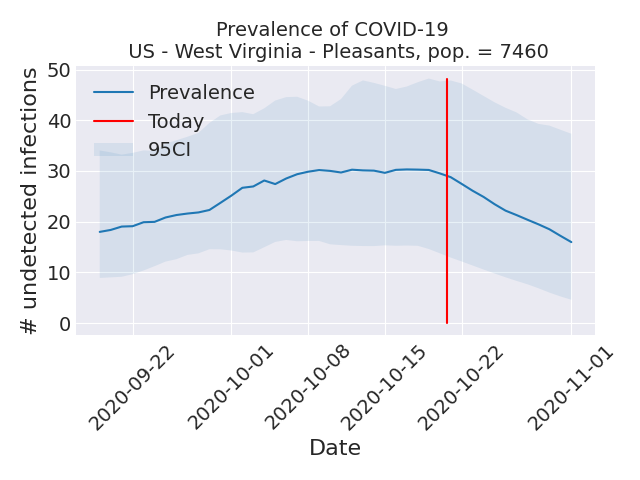 Prevalence of COVID-19
US - West Virginia - Pleasants, pop. = 7460
# undetected infections
50
40
30
20
10
0
Prevalence
Today
95CI
2020-09-22
2020-10-01
2020-10-08
2020-10-15
2020-10-22
2020-11-01
Date